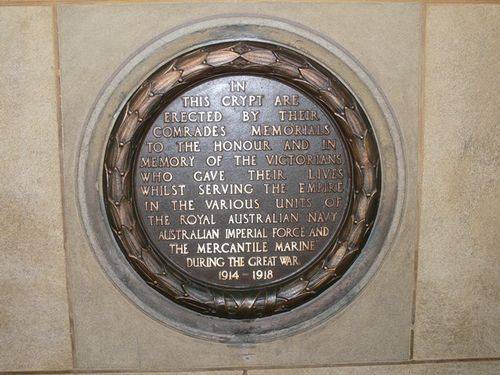 IN
THIS CRYPT ARE
ERECTED BY THEIR
COMRADES MEMORIALS
TO THE HONOUR AND IN
MEMORY OF THE VICTORIANS
WHO GAVE THEIR LIVES
WHILST SERVING THE EMPIRE
IN THE VARIOUS UNITS OF
THE ROYAL AUSTRALIAN NAVY
AUSTRALIAN IMPERIAL FORCE AND
THE MERCANTILE MARINE
DURING THE GREAT WAR
1914 - 1918